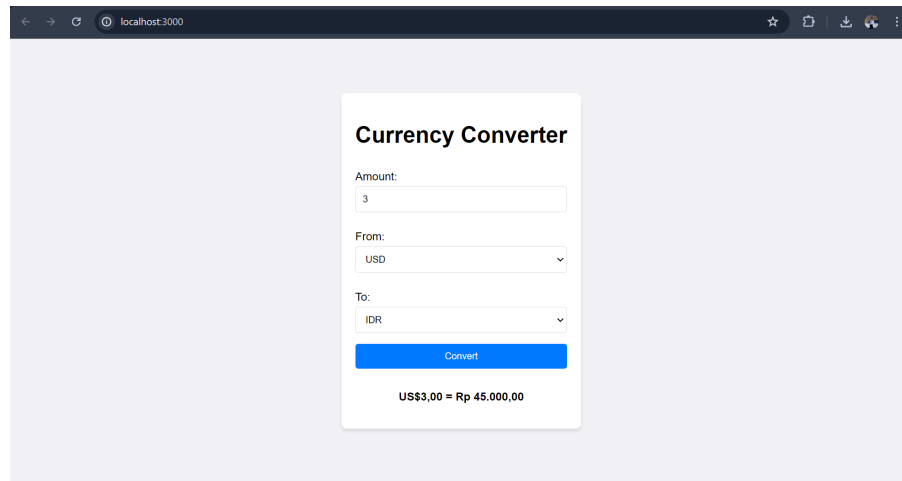 localhost:3000
Currency Converter
Amount:
3
From:
USD
To:
IDR
Convert
US$3,00 = Rp 45.000,00